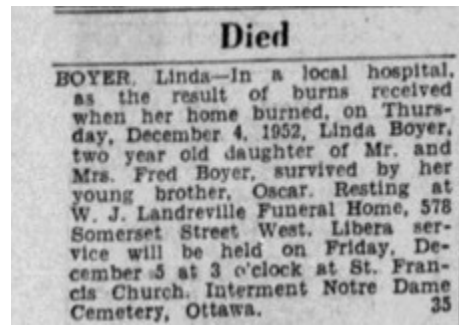 Died
BOYER, Linda—In a local hospital,
as the result of burns received
when her home burned, on Thurs-
day, December 4, 1952, Linda Boyer,
two year old daughter of Mr. and
Mrs. Fred Boyer, survived by her
young brother, Oscar. Resting at
W. J. Landreville Funeral Home, 578
Somerset Street West. Libera ser-
vice will be held on Friday, De-
cember 5 at 3 o'clock at St. Fran-
cis Church. Interment Notre Dame
Cemetery, Ottawa. 35